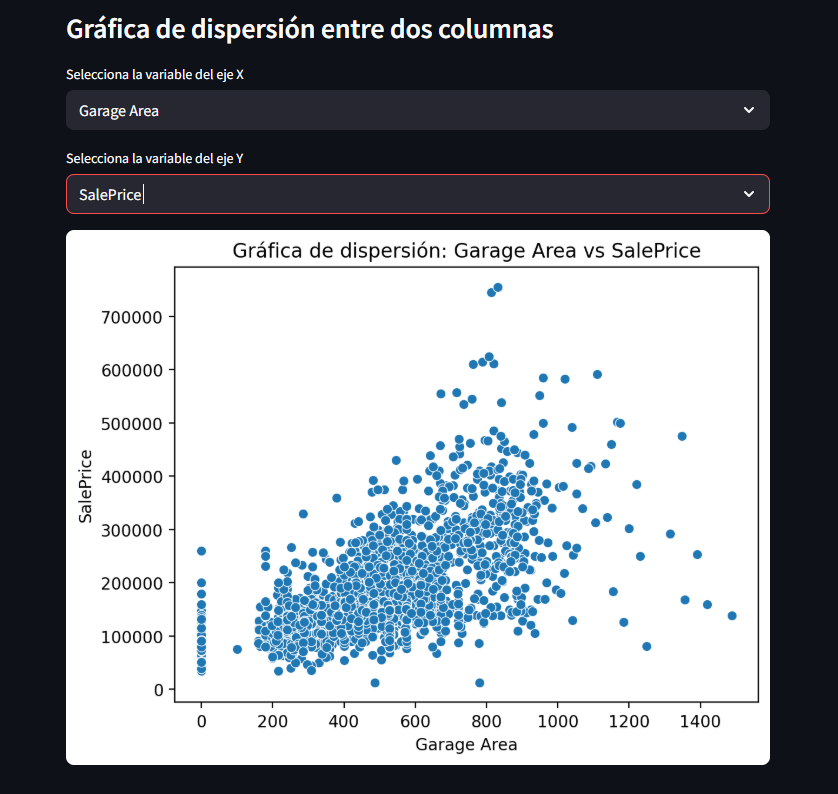 Gráfica de dispersión entre dos columnas
Selecciona la variable del eje X
Garage Area
Selecciona la variable del eje Y
SalePrice
Gráfica de dispersión: Garage Area vs SalePrice
700000
600000
500000
400000
300000
200000
100000
0
SalePrice
0 200 400 600 800 1000 1200 1400
Garage Area